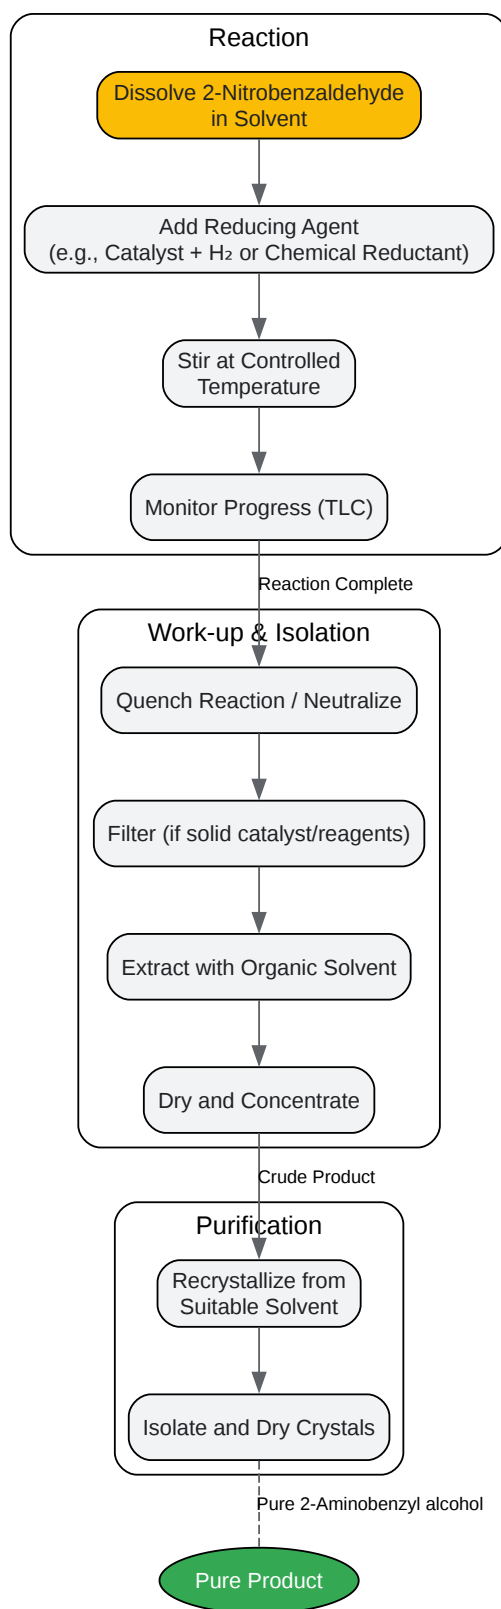 Reaction
Dissolve 2-Nitrobenzaldehyde
in Solvent
Add Reducing Agent
(e.g., Catalyst + H₂ or Chemical Reductant)
Stir at Controlled
Temperature
Monitor Progress (TLC)
Reaction Complete
Work-up & Isolation
Quench Reaction / Neutralize
Filter (if solid catalyst/reagents)
Extract with Organic Solvent
Dry and Concentrate
Crude Product
Purification
Recrystallize from
Suitable Solvent
Isolate and Dry Crystals
Pure 2-Aminobenzyl alcohol
Pure Product